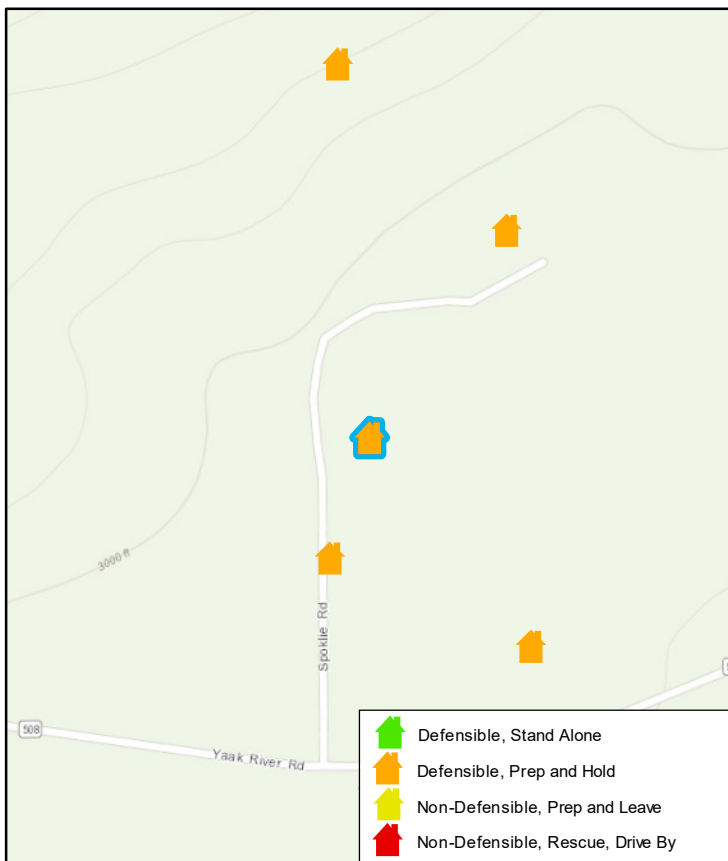 3000 ft
Spoklie Rd
508
Yaak River Rd
Defensible, Stand Alone
Defensible, Prep and Hold
Non-Defensible, Prep and Leave
Non-Defensible, Rescue, Drive By